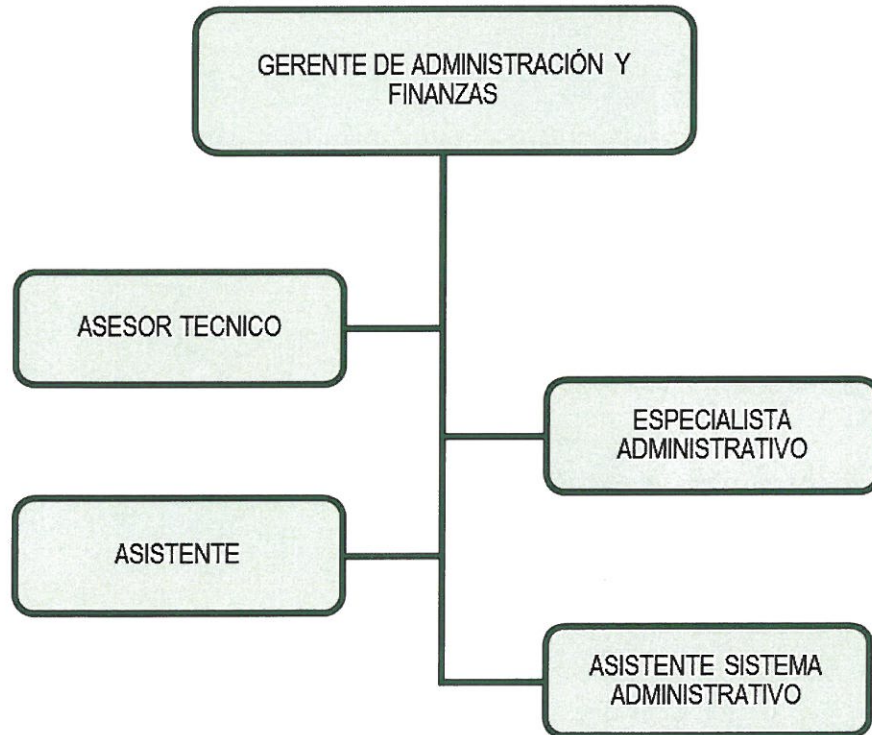 GERENTE DE ADMINISTRACIÓN Y
FINANZAS
ASESOR TECNICO
ESPECIALISTA
ADMINISTRATIVO
ASISTENTE
ASISTENTE SISTEMA
ADMINISTRATIVO